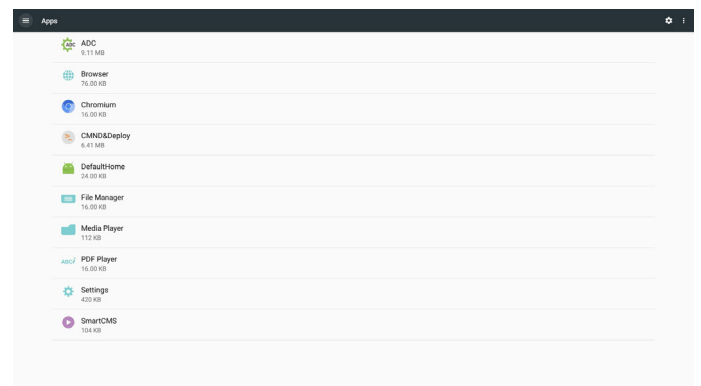 Apps
ADC
ADC
9.11 MB
Browser
76.00 KB
Chromium
16.00 KB
CMND&Deploy
6.41 MB
DefaultHome
24.00 KB
File Manager
16.00 KB
Media Player
112 KB
PDF Player
16.00 KB
Settings
420 KB
SmartCMS
104 KB